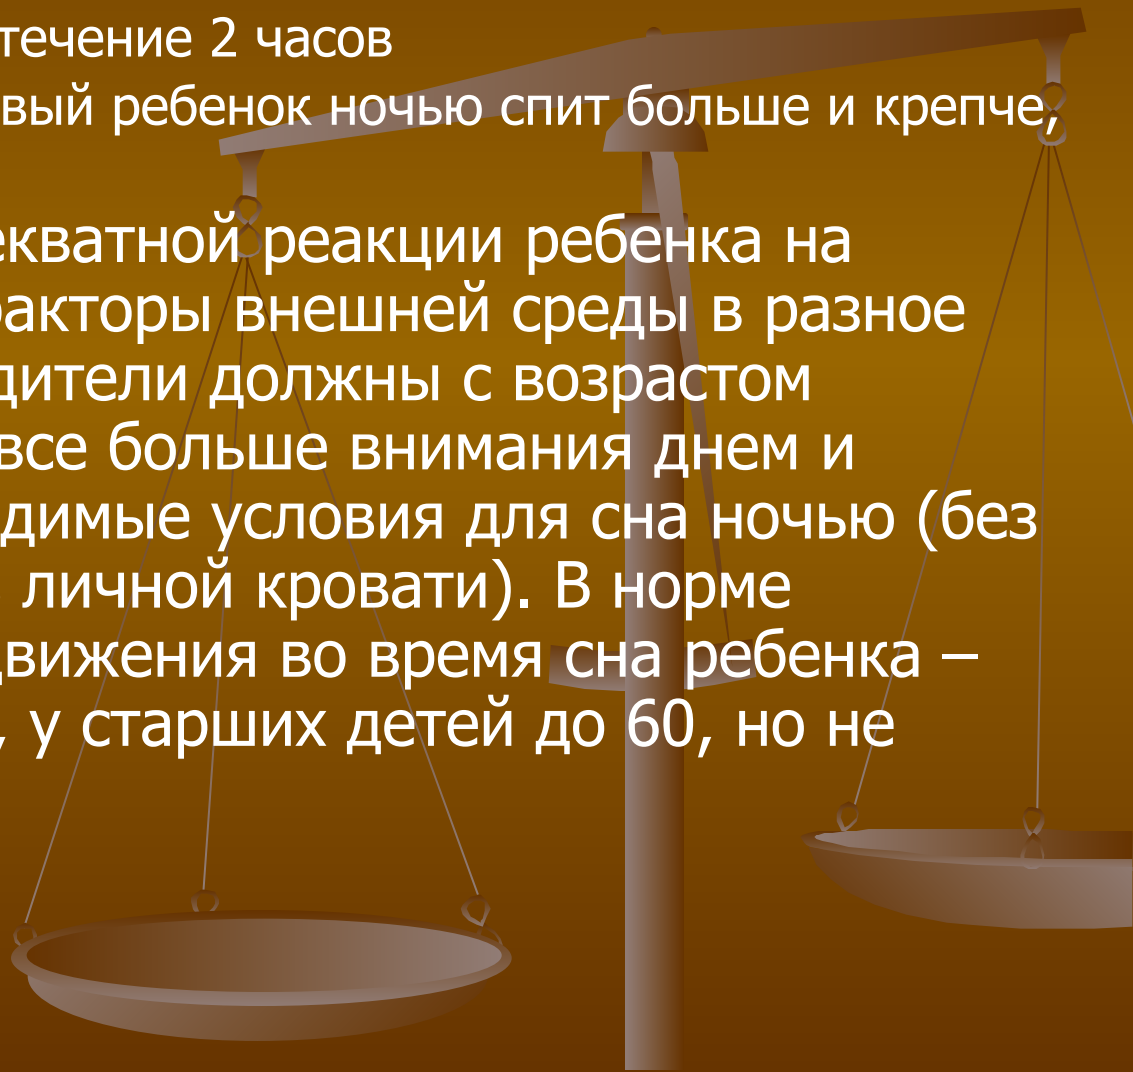 течение 2 часов
вый ребенок ночью спит больше и крепче,
екватной реакции ребенка на
факторы внешней среды в разное
дители должны с возрастом
все больше внимания днем и
димые условия для сна ночью (без
личной кровати). В норме
движения во время сна ребенка –
, у старших детей до 60, но не